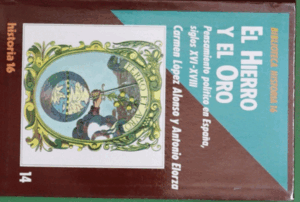 BIBLIOTECA HISTORIA 16
EL HIERRO
Y EL ORO
Pensamiento político en España,
siglos XVI-XVIII
Carmen López Alonso y Antonio Elorza
historia 16
14